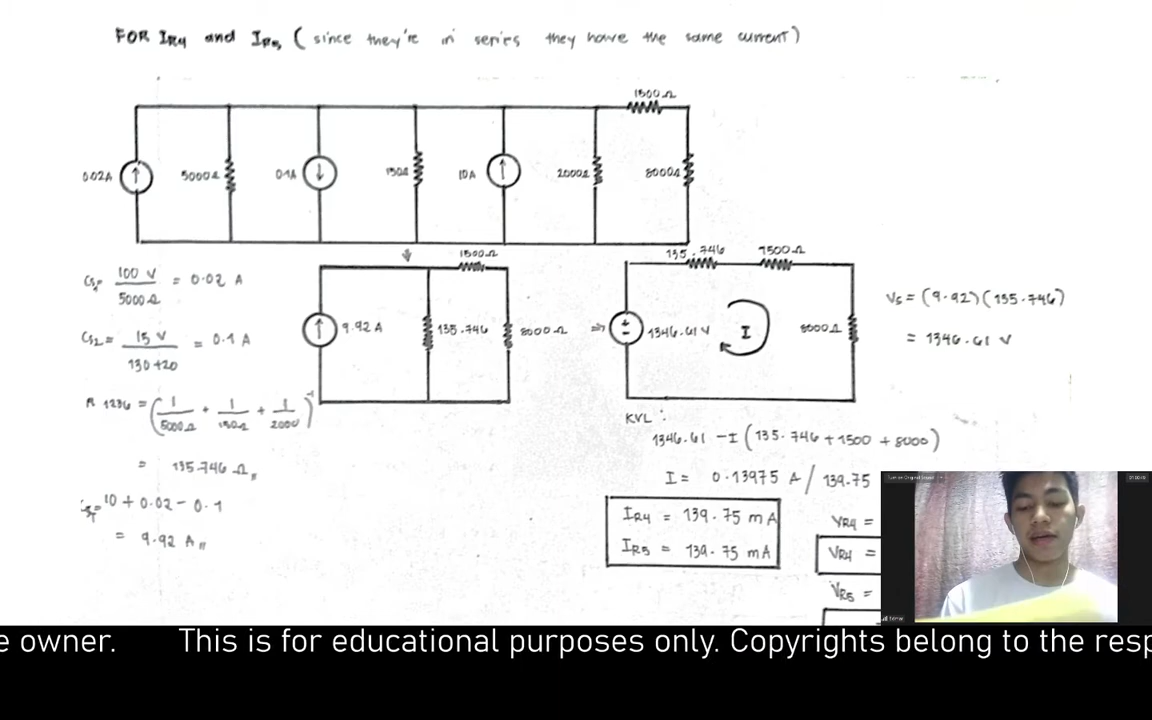 FOR IR4 and IR5 ( since they're in series they have the same current )
1500Ω
0.02A
5000Ω
0.1A
150Ω
10A
2000Ω
8000Ω
CS1= 100 V / 5000 Ω = 0.02 A
CS2= 15 V / 130+20 = 0.1 A
R 1236 = ( 1/5000Ω + 1/150Ω + 1/2000 )-1
= 135.746 Ω,,
10 + 0.02 - 0.1
= 9.92 A,,
1500Ω
9.92 A
135.746
8000 Ω
135.746
1500Ω
1346.61 V
I
8000Ω
VS = (9.92)(135.746)
= 1346.61 V
KVL :
1346.61 - I (135.746 + 1500 + 8000)
I = 0.13975 A / 139.75
IR4 = 139.75 mA
IR5 = 139.75 mA
VR4 =
VR4 =
VR5 =
e owner. This is for educational purposes only. Copyrights belong to the resp